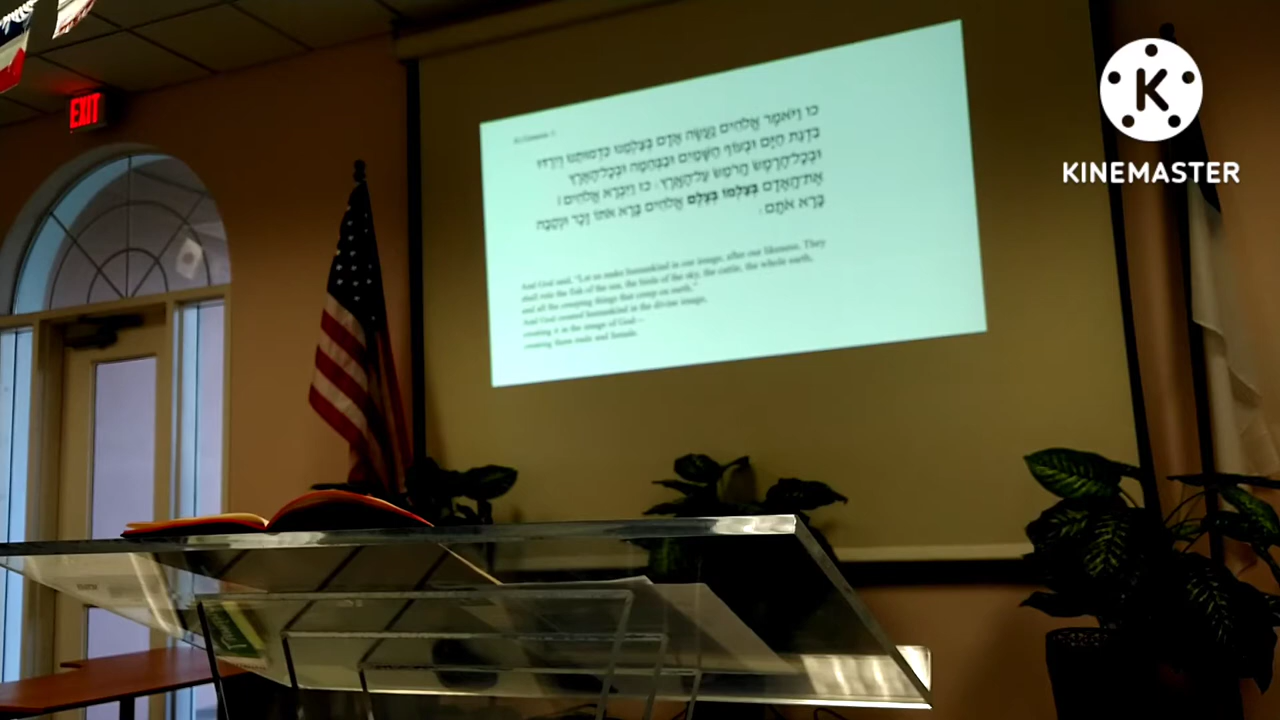 EXIT
KINEMASTER
K
כו וַיֹּאמֶר אֱלֹהִים נַעֲשֶׂה אָדָם בְּצַלְמֵנוּ כִּדְמוּתֵנוּ וְיִרְדּוּ
בִדְגַת הַיָּם וּבְעוֹף הַשָּׁמַיִם וּבַבְּהֵמָה וּבְכָל־הָאָרֶץ
וּבְכָל־הָרֶמֶשׂ הָרֹמֵשׂ עַל־הָאָרֶץ: כז וַיִּבְרָא אֱלֹהִים ׀
אֶת־הָאָדָם בְּצַלְמוֹ בְּצֶלֶם אֱלֹהִים בָּרָא אֹתוֹ זָכָר וּנְקֵבָה
בָּרָא אֹתָם:
And God said, "Let us make humankind in our image, after our likeness. They
shall rule the fish of the sea, the birds of the sky, the cattle, the whole earth,
and all the creeping things that creep on earth."
And God created humankind in the divine image,
creating it in the image of God—
creating them male and female.